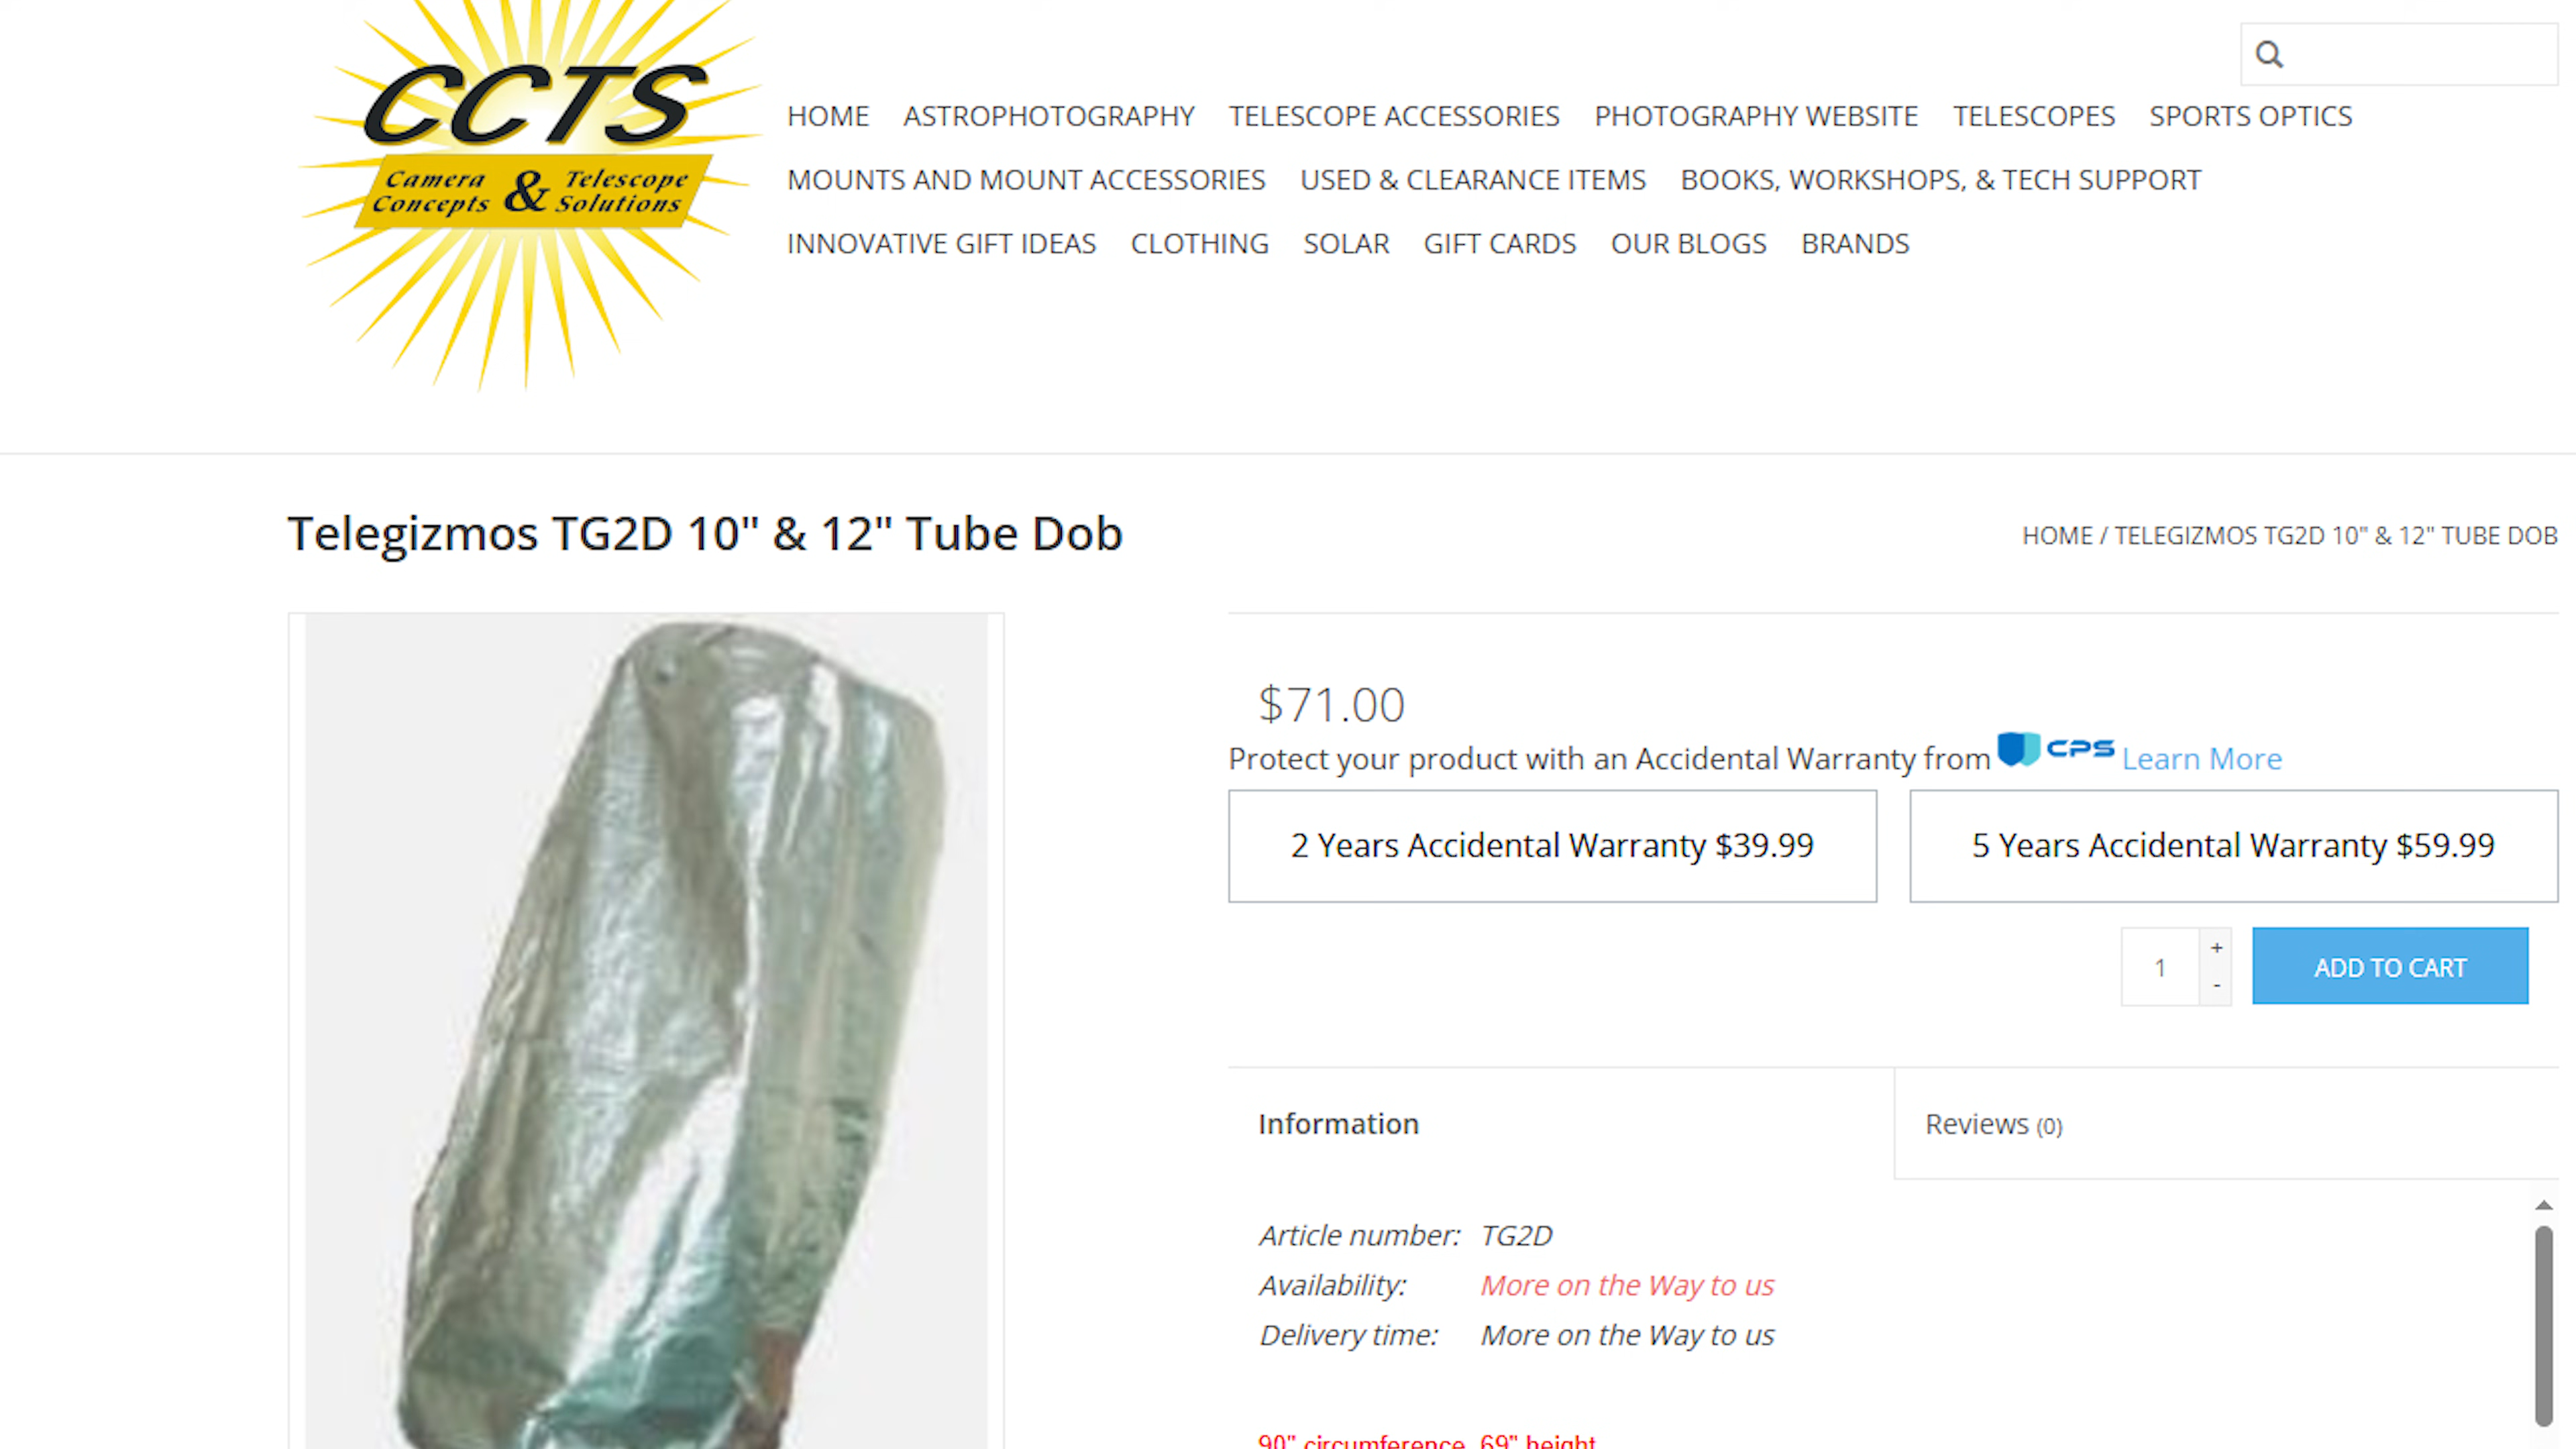 CCTS
Camera Concepts & Telescope Solutions
HOME ASTROPHOTOGRAPHY TELESCOPE ACCESSORIES PHOTOGRAPHY WEBSITE TELESCOPES SPORTS OPTICS
MOUNTS AND MOUNT ACCESSORIES USED & CLEARANCE ITEMS BOOKS, WORKSHOPS, & TECH SUPPORT
INNOVATIVE GIFT IDEAS CLOTHING SOLAR GIFT CARDS OUR BLOGS BRANDS
Telegizmos TG2D 10" & 12" Tube Dob
HOME / TELEGIZMOS TG2D 10" & 12" TUBE DOB
$71.00
Protect your product with an Accidental Warranty from CPS Learn More
2 Years Accidental Warranty $39.99
5 Years Accidental Warranty $59.99
1 + -
ADD TO CART
Information
Reviews (0)
Article number: TG2D
Availability: More on the Way to us
Delivery time: More on the Way to us
90" circumference, 69" height